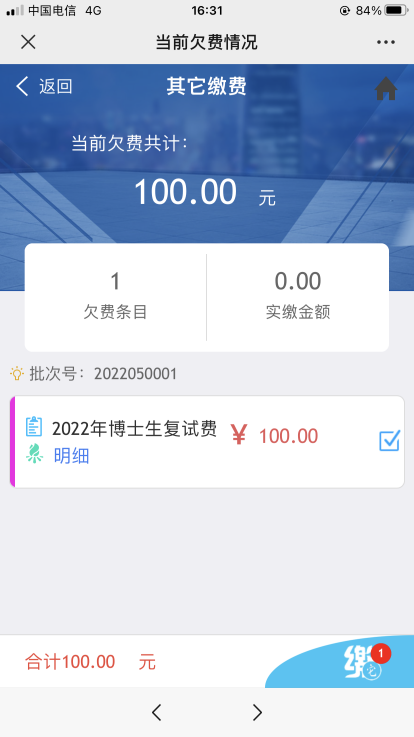 中国电信 4G 16:31 84%
当前欠费情况
返回 其它缴费
当前欠费共计：
100.00 元
1 0.00
欠费条目 实缴金额
批次号：2022050001
2022年博士生复试费 ¥ 100.00
明细
合计100.00 元
缴 1